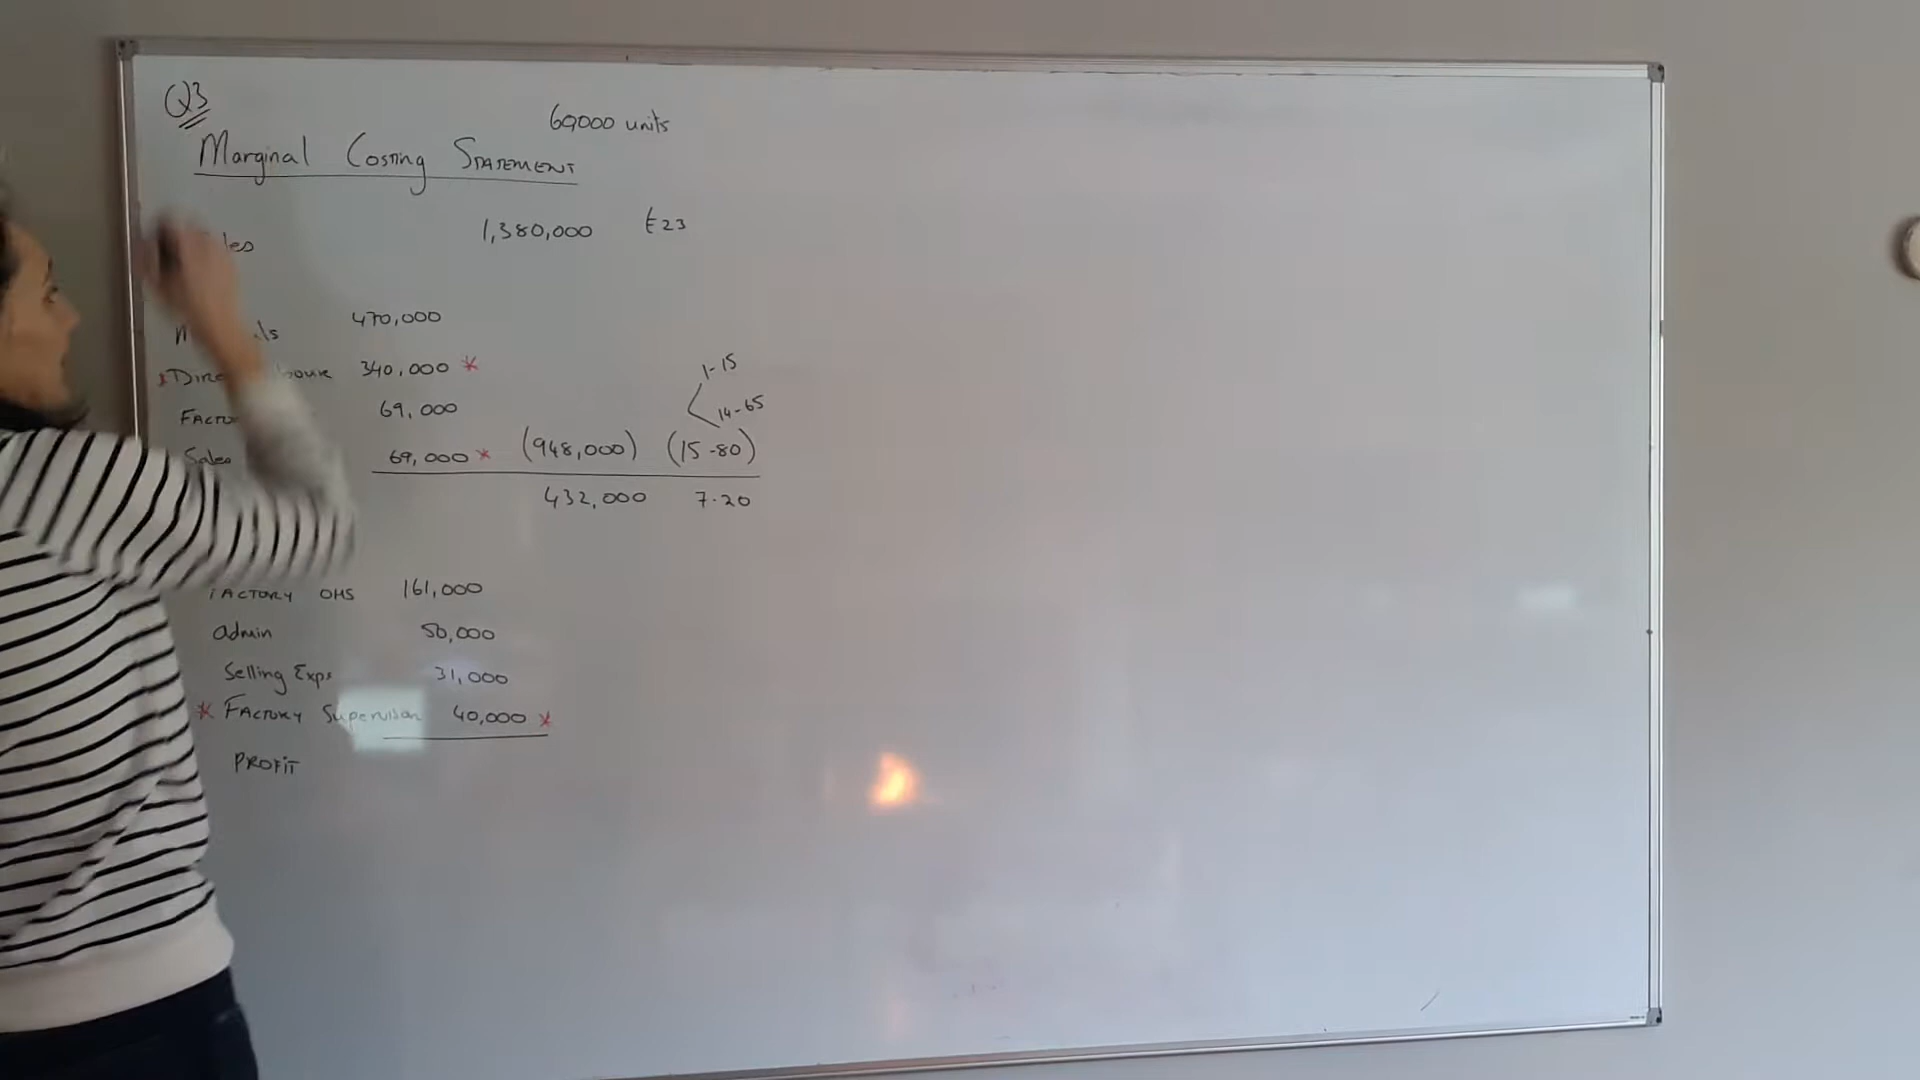 Q3
60000 units
Marginal Costing STATEMENT
1,380,000 €23
470,000
340,000 *
1-15
69,000
14-65
69,000 * (948,000) (15-80)
432,000 7.20
FACTORY OHS 161,000
admin 50,000
Selling Exps 31,000
* FACTORY Supervisor 40,000 *
PROFIT